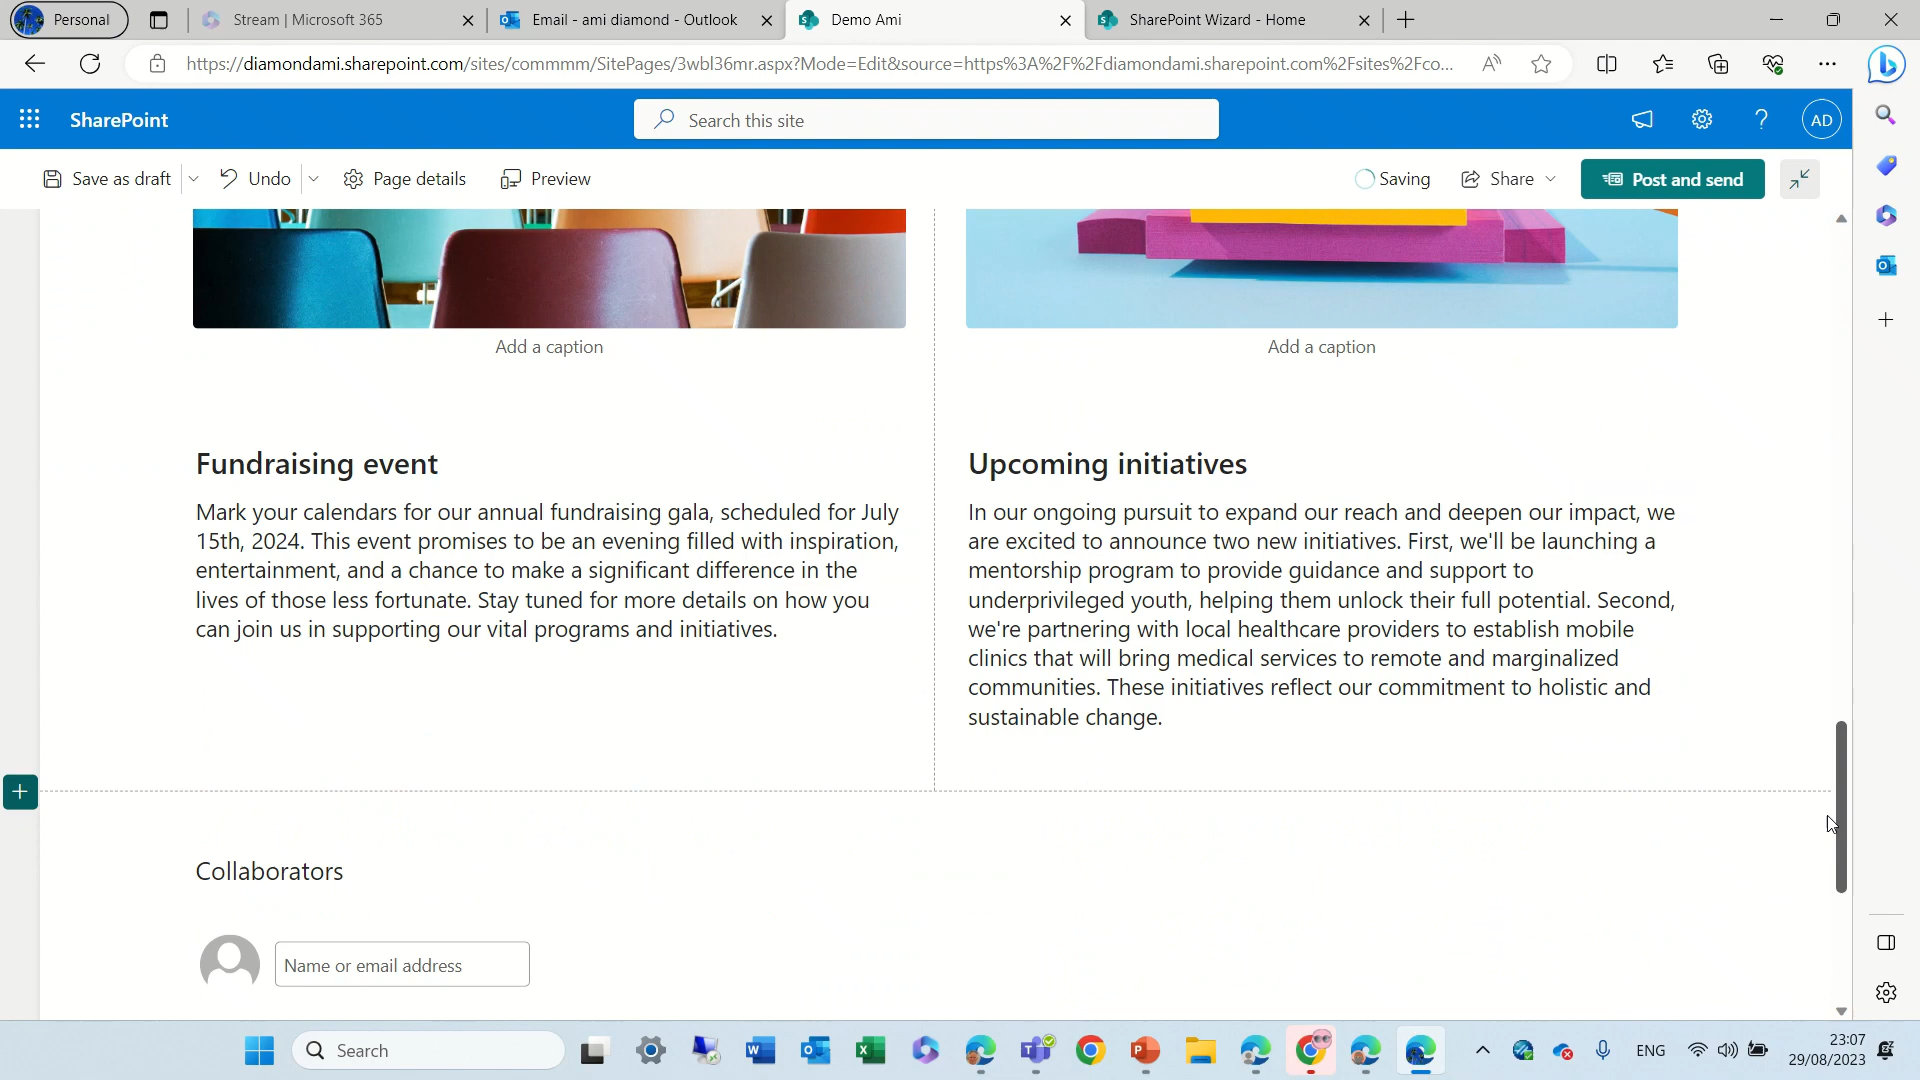 Personal
Stream | Microsoft 365
Email - ami diamond - Outlook
Demo Ami
SharePoint Wizard - Home
https://diamondami.sharepoint.com/sites/commmm/SitePages/3wbl36mr.aspx?Mode=Edit&source=https%3A%2F%2Fdiamondami.sharepoint.com%2Fsites%2Fco...
SharePoint
Search this site
AD
Save as draft
Undo
Page details
Preview
Saving
Share
Post and send
Add a caption
Add a caption
Fundraising event
Mark your calendars for our annual fundraising gala, scheduled for July
15th, 2024. This event promises to be an evening filled with inspiration,
entertainment, and a chance to make a significant difference in the
lives of those less fortunate. Stay tuned for more details on how you
can join us in supporting our vital programs and initiatives.
Upcoming initiatives
In our ongoing pursuit to expand our reach and deepen our impact, we
are excited to announce two new initiatives. First, we'll be launching a
mentorship program to provide guidance and support to
underprivileged youth, helping them unlock their full potential. Second,
we're partnering with local healthcare providers to establish mobile
clinics that will bring medical services to remote and marginalized
communities. These initiatives reflect our commitment to holistic and
sustainable change.
Collaborators
Name or email address
Search
ENG
23:07
29/08/2023